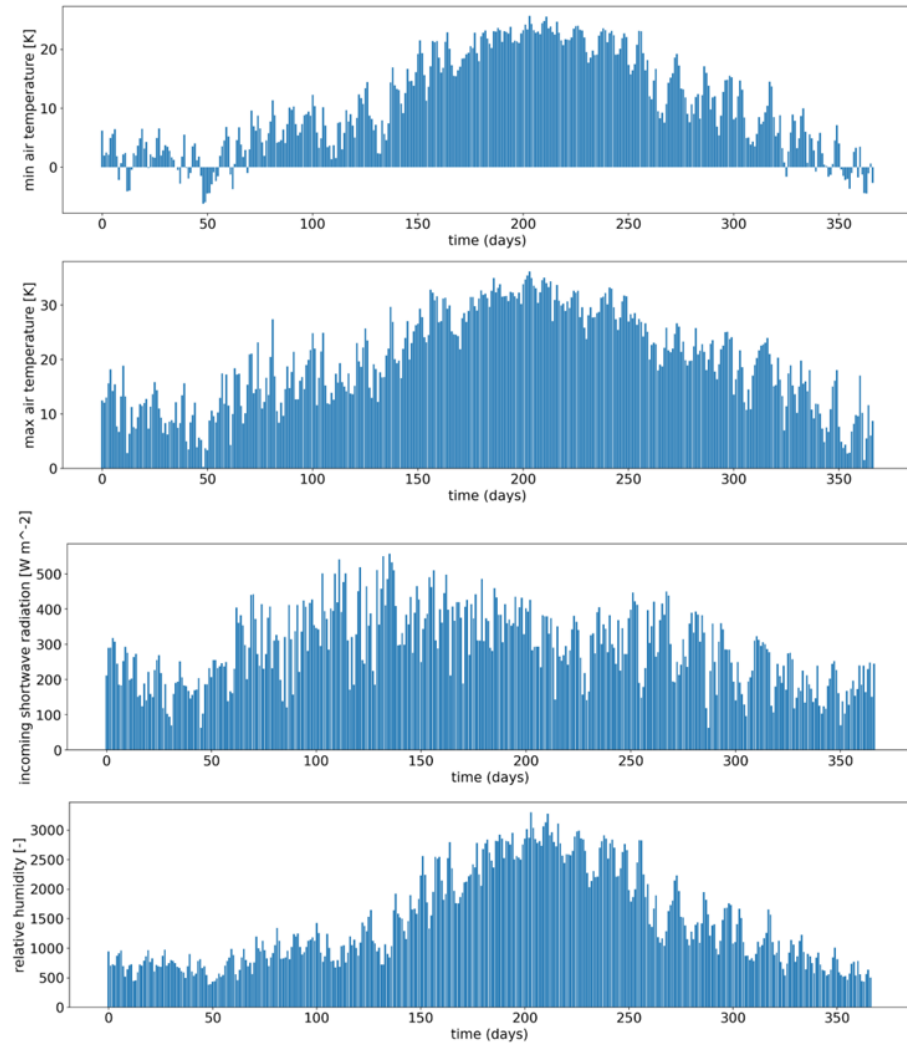 min air temperature [K]
20
10
0
0 50 100 150 200 250 300 350
time (days)
max air temperature [K]
30
20
10
0
0 50 100 150 200 250 300 350
time (days)
incoming shortwave radiation [W m^-2]
500
400
300
200
100
0
0 50 100 150 200 250 300 350
time (days)
relative humidity [-]
3000
2500
2000
1500
1000
500
0
0 50 100 150 200 250 300 350
time (days)